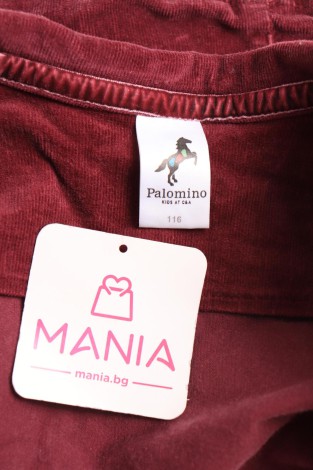 Palomino
KIDS AT C&A
116
MANIA
mania.bg